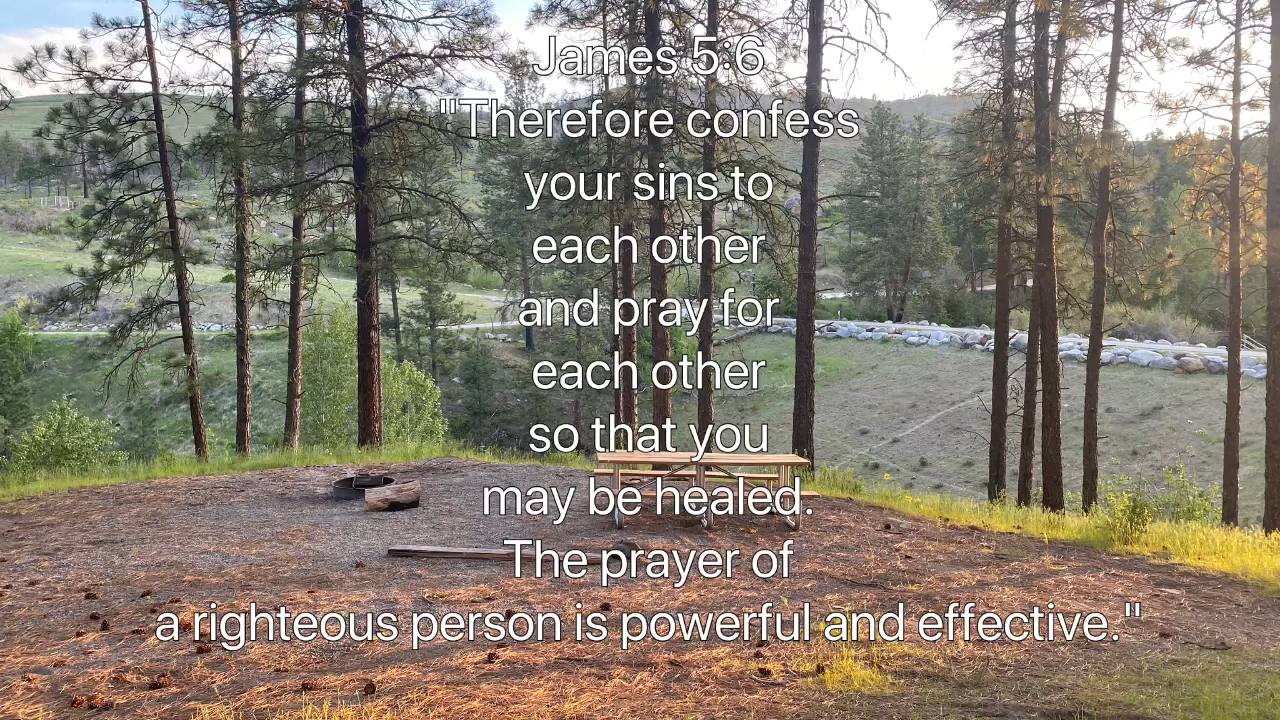 James 5:6
"Therefore confess
your sins to
each other
and pray for
each other
so that you
may be healed.
The prayer of
a righteous person is powerful and effective."